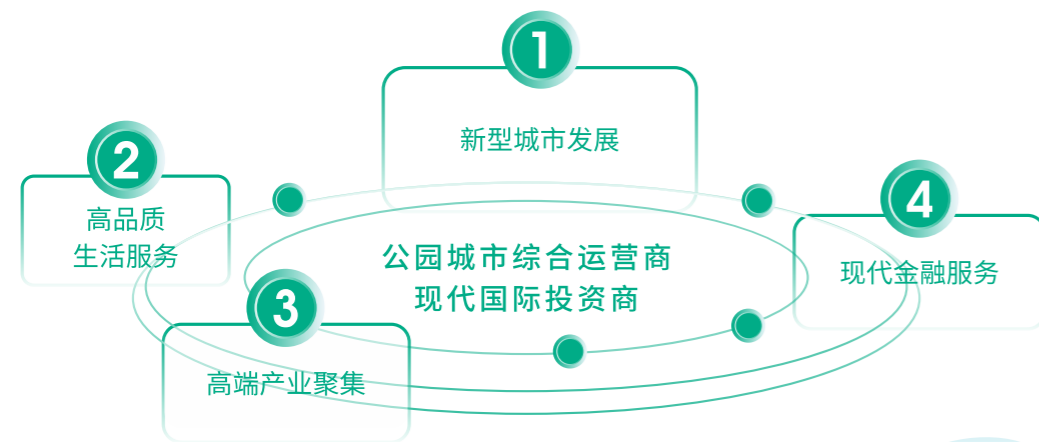 1
新型城市发展
2
高品质
生活服务
3
高端产业聚集
4
现代金融服务
公园城市综合运营商
现代国际投资商